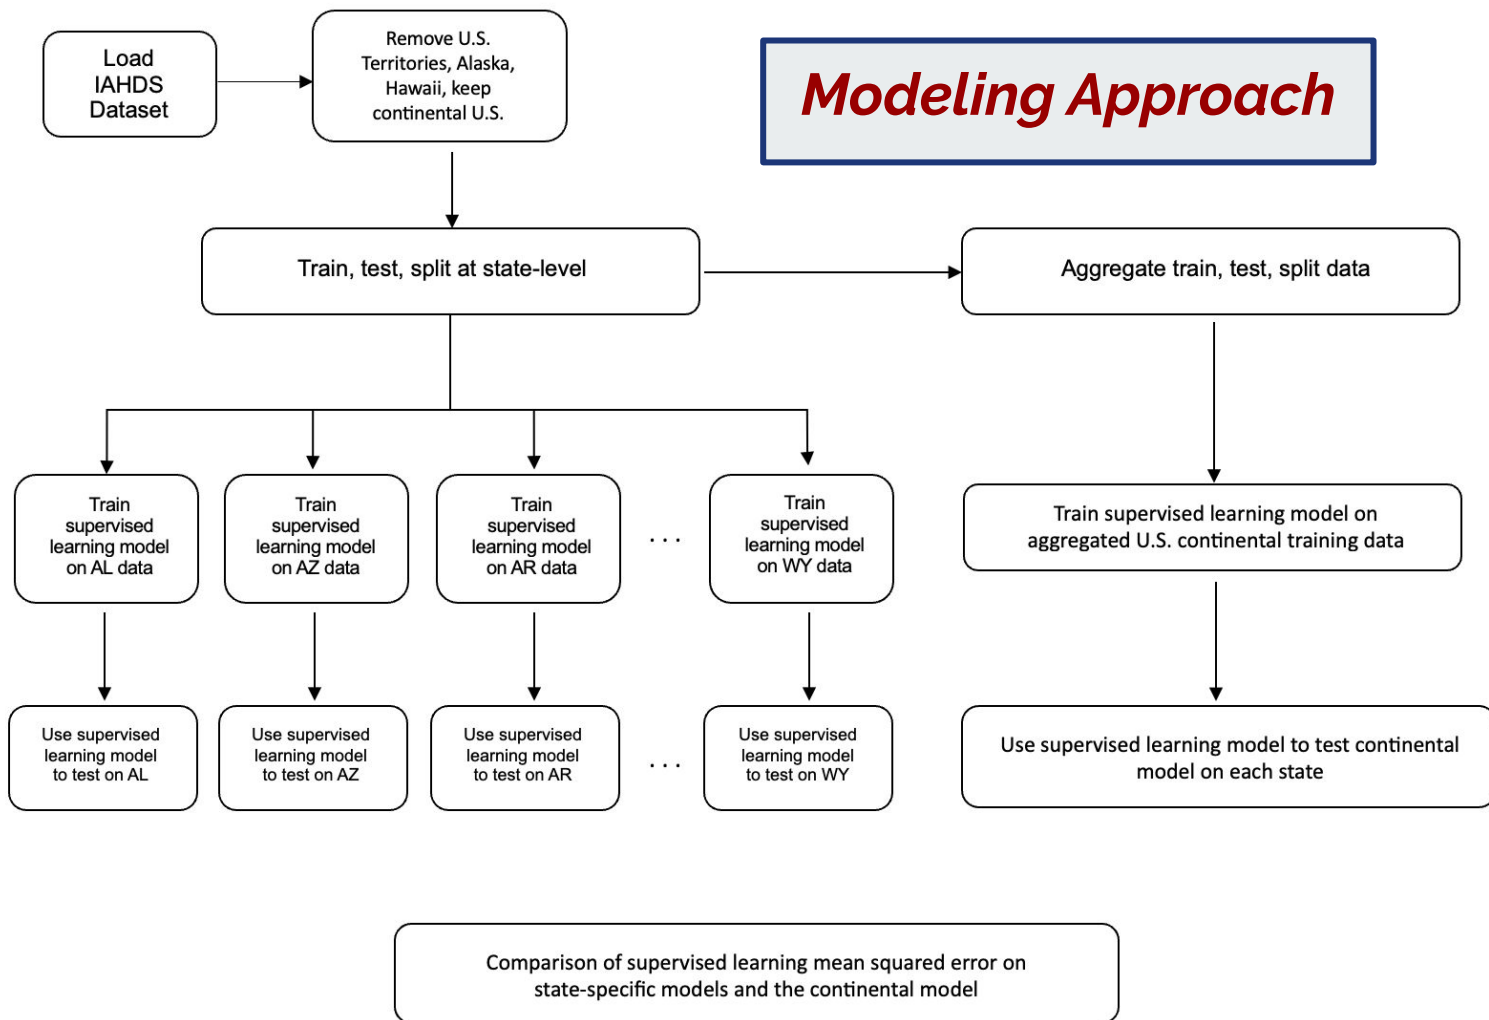 Load
IAHDS
Dataset
Remove U.S.
Territories, Alaska,
Hawaii, keep
continental U.S.
Modeling Approach
Train, test, split at state-level
Aggregate train, test, split data
Train
supervised
learning model
on AL data
Train
supervised
learning model
on AZ data
Train
supervised
learning model
on AR data
. . .
Train
supervised
learning model
on WY data
Train supervised learning model on
aggregated U.S. continental training data
Use supervised
learning model
to test on AL
Use supervised
learning model
to test on AZ
Use supervised
learning model
to test on AR
. . .
Use supervised
learning model
to test on WY
Use supervised learning model to test continental
model on each state
Comparison of supervised learning mean squared error on
state-specific models and the continental model